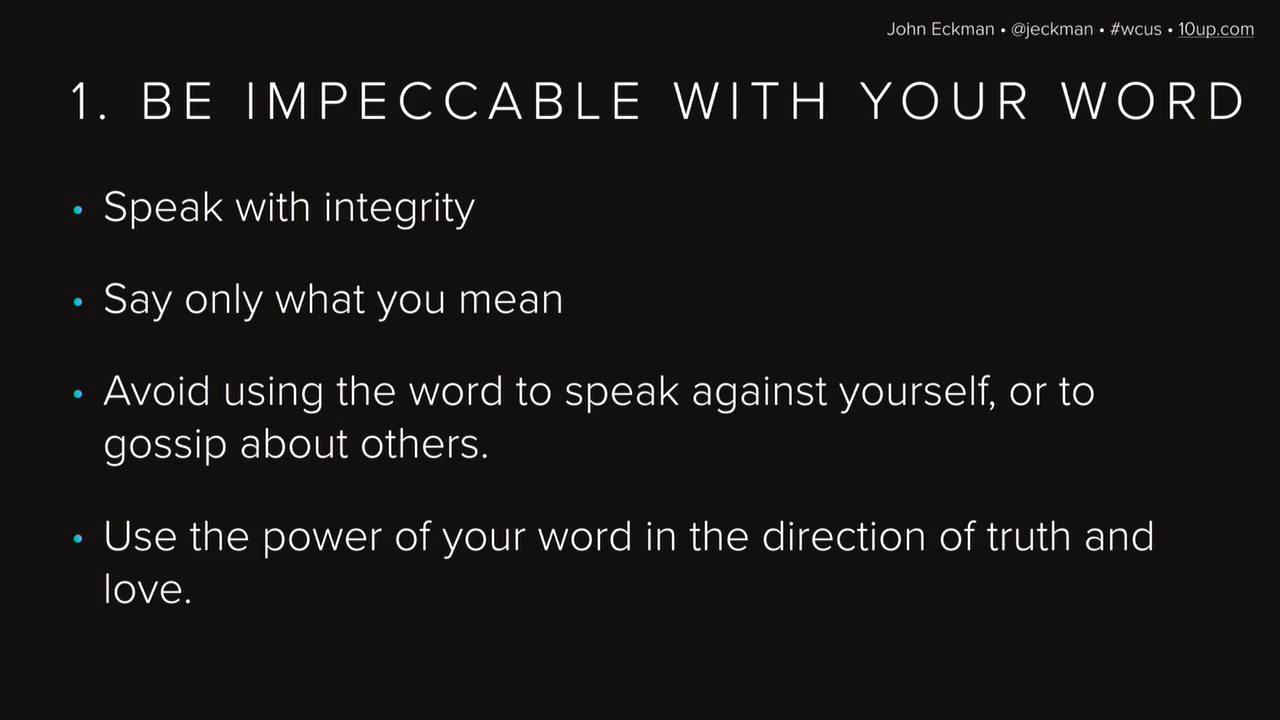 John Eckman • @jeckman • #wcus • 10up.com
1. BE IMPECCABLE WITH YOUR WORD
• Speak with integrity
• Say only what you mean
• Avoid using the word to speak against yourself, or to
gossip about others.
• Use the power of your word in the direction of truth and
love.